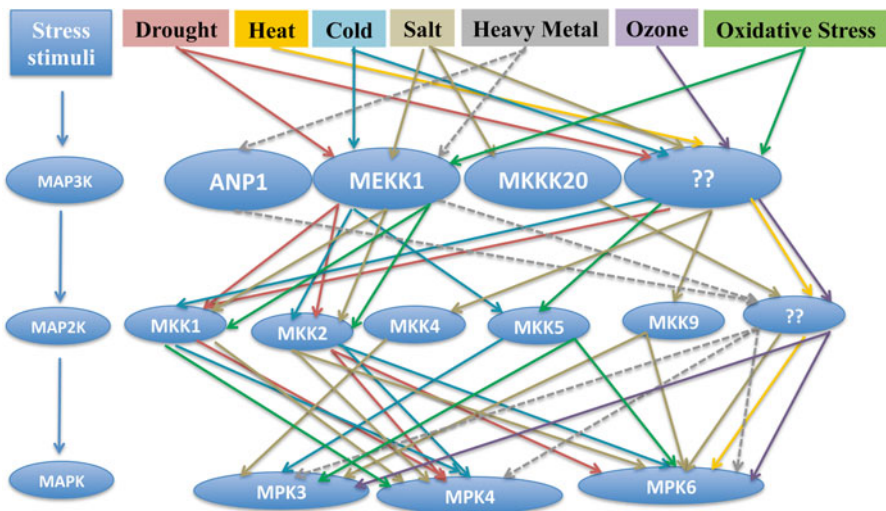 Stress stimuli
Drought Heat Cold Salt Heavy Metal Ozone Oxidative Stress
MAP3K ANP1 MEKK1 MKKK20 ??
MAP2K MKK1 MKK2 MKK4 MKK5 MKK9 ??
MAPK MPK3 MPK4 MPK6